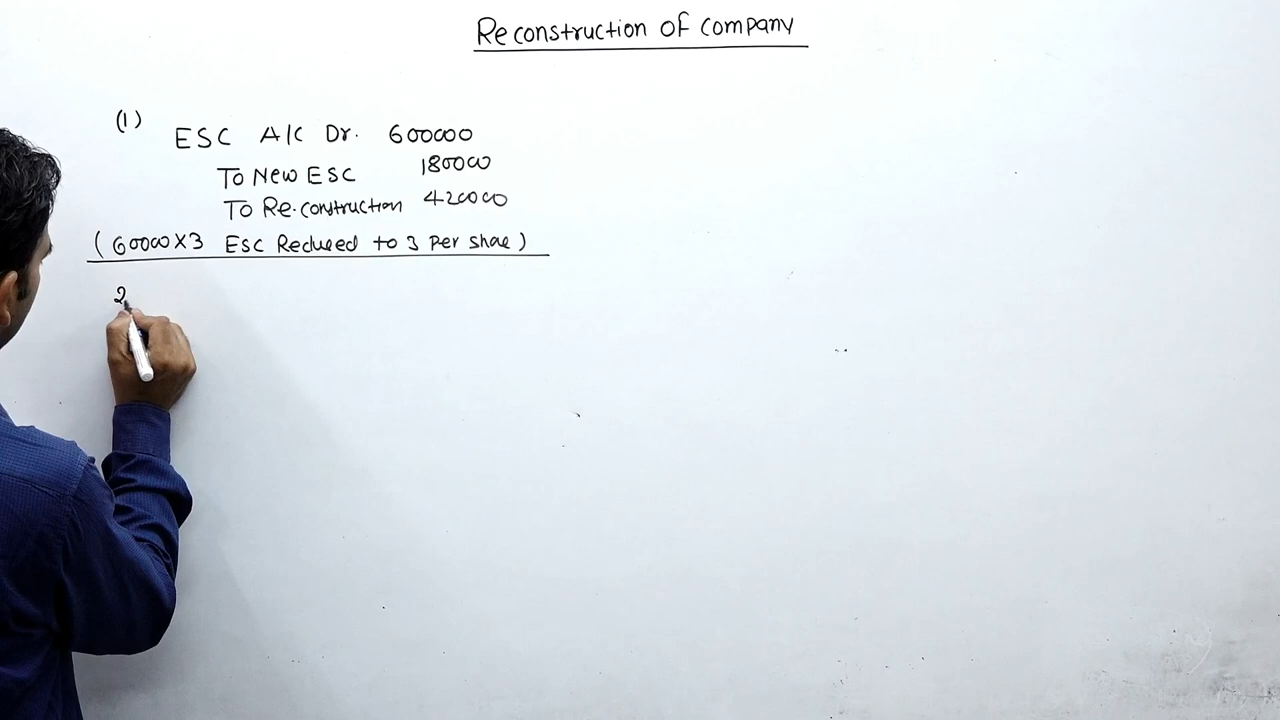 Reconstruction of company
(1)
ESC A/C Dr. 600000
To New ESC 180000
To Re.construction 420000
(60000X3 Esc Reduced to 3 Per share)
2